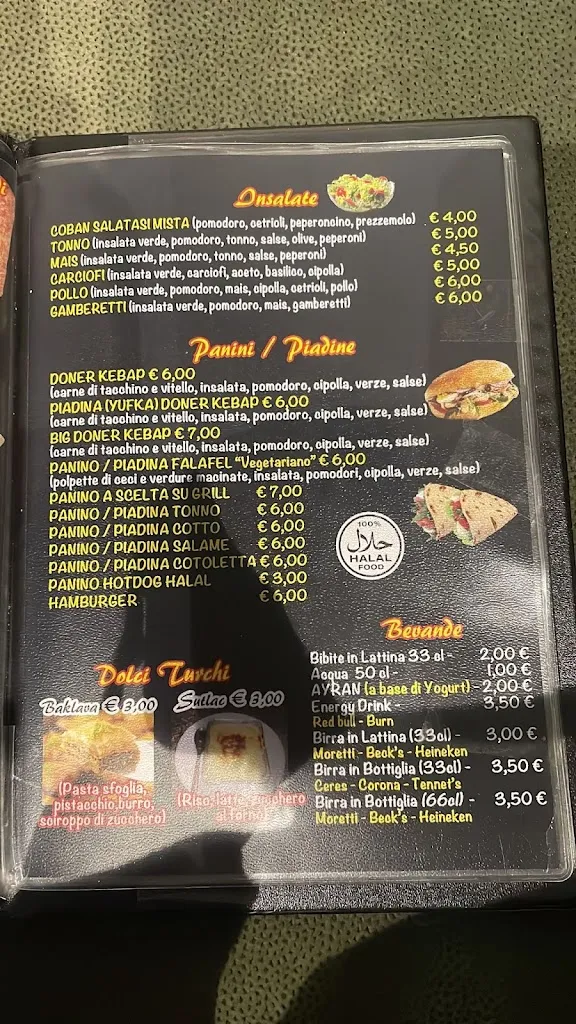 Insalate
COBAN SALATASI MISTA (pomodoro, cetrioli, peperoncino, prezzemolo) € 4,00
TONNO (insalata verde, pomodoro, tonno, salse, olive, peperoni) € 5,00
MAIS (insalata verde, pomodoro, tonno, salse, peperoni) € 4,50
CARCIOFI (insalata verde, carciofi, aceto, basilico, cipolla) € 5,00
POLLO (insalata verde, pomodoro, mais, cipolla, cetrioli, pollo) € 6,00
GAMBERETTI (insalata verde, pomodoro, mais, gamberetti) € 6,00
Panini / Piadine
DONER KEBAP € 6,00
(carne di tacchino e vitello, insalata, pomodoro, cipolla, verze, salse)
PIADINA (YUFKA) DONER KEBAP € 6,00
(carne di tacchino e vitello, insalata, pomodoro, cipolla, verze, salse)
BIG DONER KEBAP € 7,00
(carne di tacchino e vitello, insalata, pomodoro, cipolla, verze, salse)
PANINO / PIADINA FALAFEL "Vegetariano" € 6,00
(polpette di ceci e verdure macinate, insalata, pomodori, cipolla, verze, salse)
PANINO A SCELTA SU GRILL € 7,00
PANINO / PIADINA TONNO € 6,00
PANINO / PIADINA COTTO € 6,00
PANINO / PIADINA SALAME € 6,00
PANINO / PIADINA COTOLETTA € 6,00
PANINO HOTDOG HALAL € 3,00
HAMBURGER € 6,00
100%
حلال
HALAL
FOOD
Dolci Turchi
Baklava € 3,00
(Pasta sfoglia,
pistacchio,burro,
soiroppo di zucchero)
Sutlac € 3,00
(Riso, latte, zucchero
al forno)
Bevande
Bibite in Lattina 33 cl - 2,00 €
Acqua 50 cl - 1,00 €
AYRAN (a base di Yogurt) - 2,00 €
Energy Drink - 3,50 €
Red bull - Burn
Birra in Lattina (33cl) - 3,00 €
Moretti - Beck's - Heineken
Birra in Bottiglia (33cl) - 3,50 €
Ceres - Corona - Tennet's
Birra in Bottiglia (66cl) - 3,50 €
Moretti - Beck's - Heineken